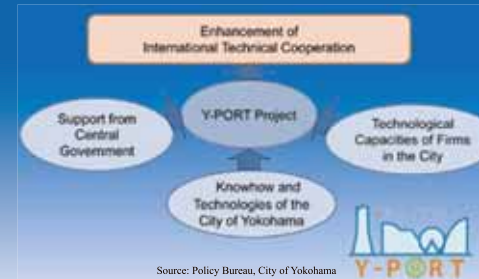 Enhancement of
International Technical Cooperation
Y-PORT Project
Support from
Central
Government
Technological
Capacities of Firms
in the City
Knowhow and
Technologies of the
City of Yokohama
Y-PORT
Source: Policy Bureau, City of Yokohama